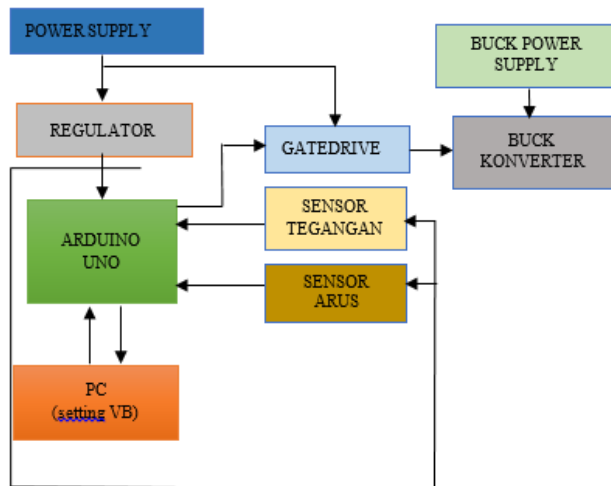 POWER SUPPLY
BUCK POWER
SUPPLY
REGULATOR
GATEDRIVE
BUCK
KONVERTER
ARDUINO
UNO
SENSOR
TEGANGAN
SENSOR
ARUS
PC
(setting VB)